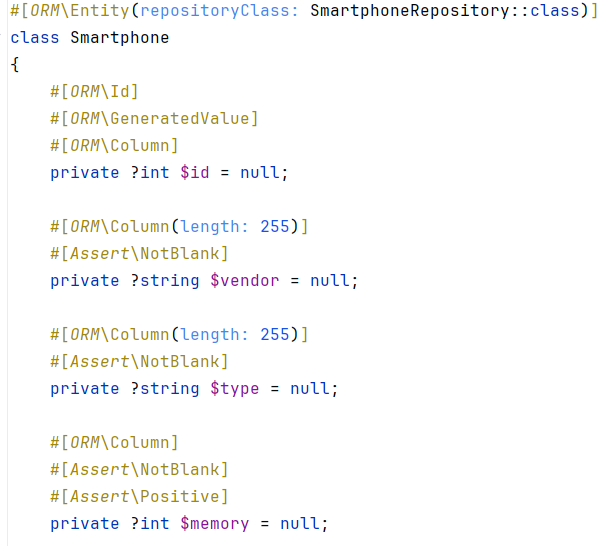 #[ORM\Entity(repositoryClass: SmartphoneRepository::class)]
class Smartphone
{
    #[ORM\Id]
    #[ORM\GeneratedValue]
    #[ORM\Column]
    private ?int $id = null;

    #[ORM\Column(length: 255)]
    #[Assert\NotBlank]
    private ?string $vendor = null;

    #[ORM\Column(length: 255)]
    #[Assert\NotBlank]
    private ?string $type = null;

    #[ORM\Column]
    #[Assert\NotBlank]
    #[Assert\Positive]
    private ?int $memory = null;